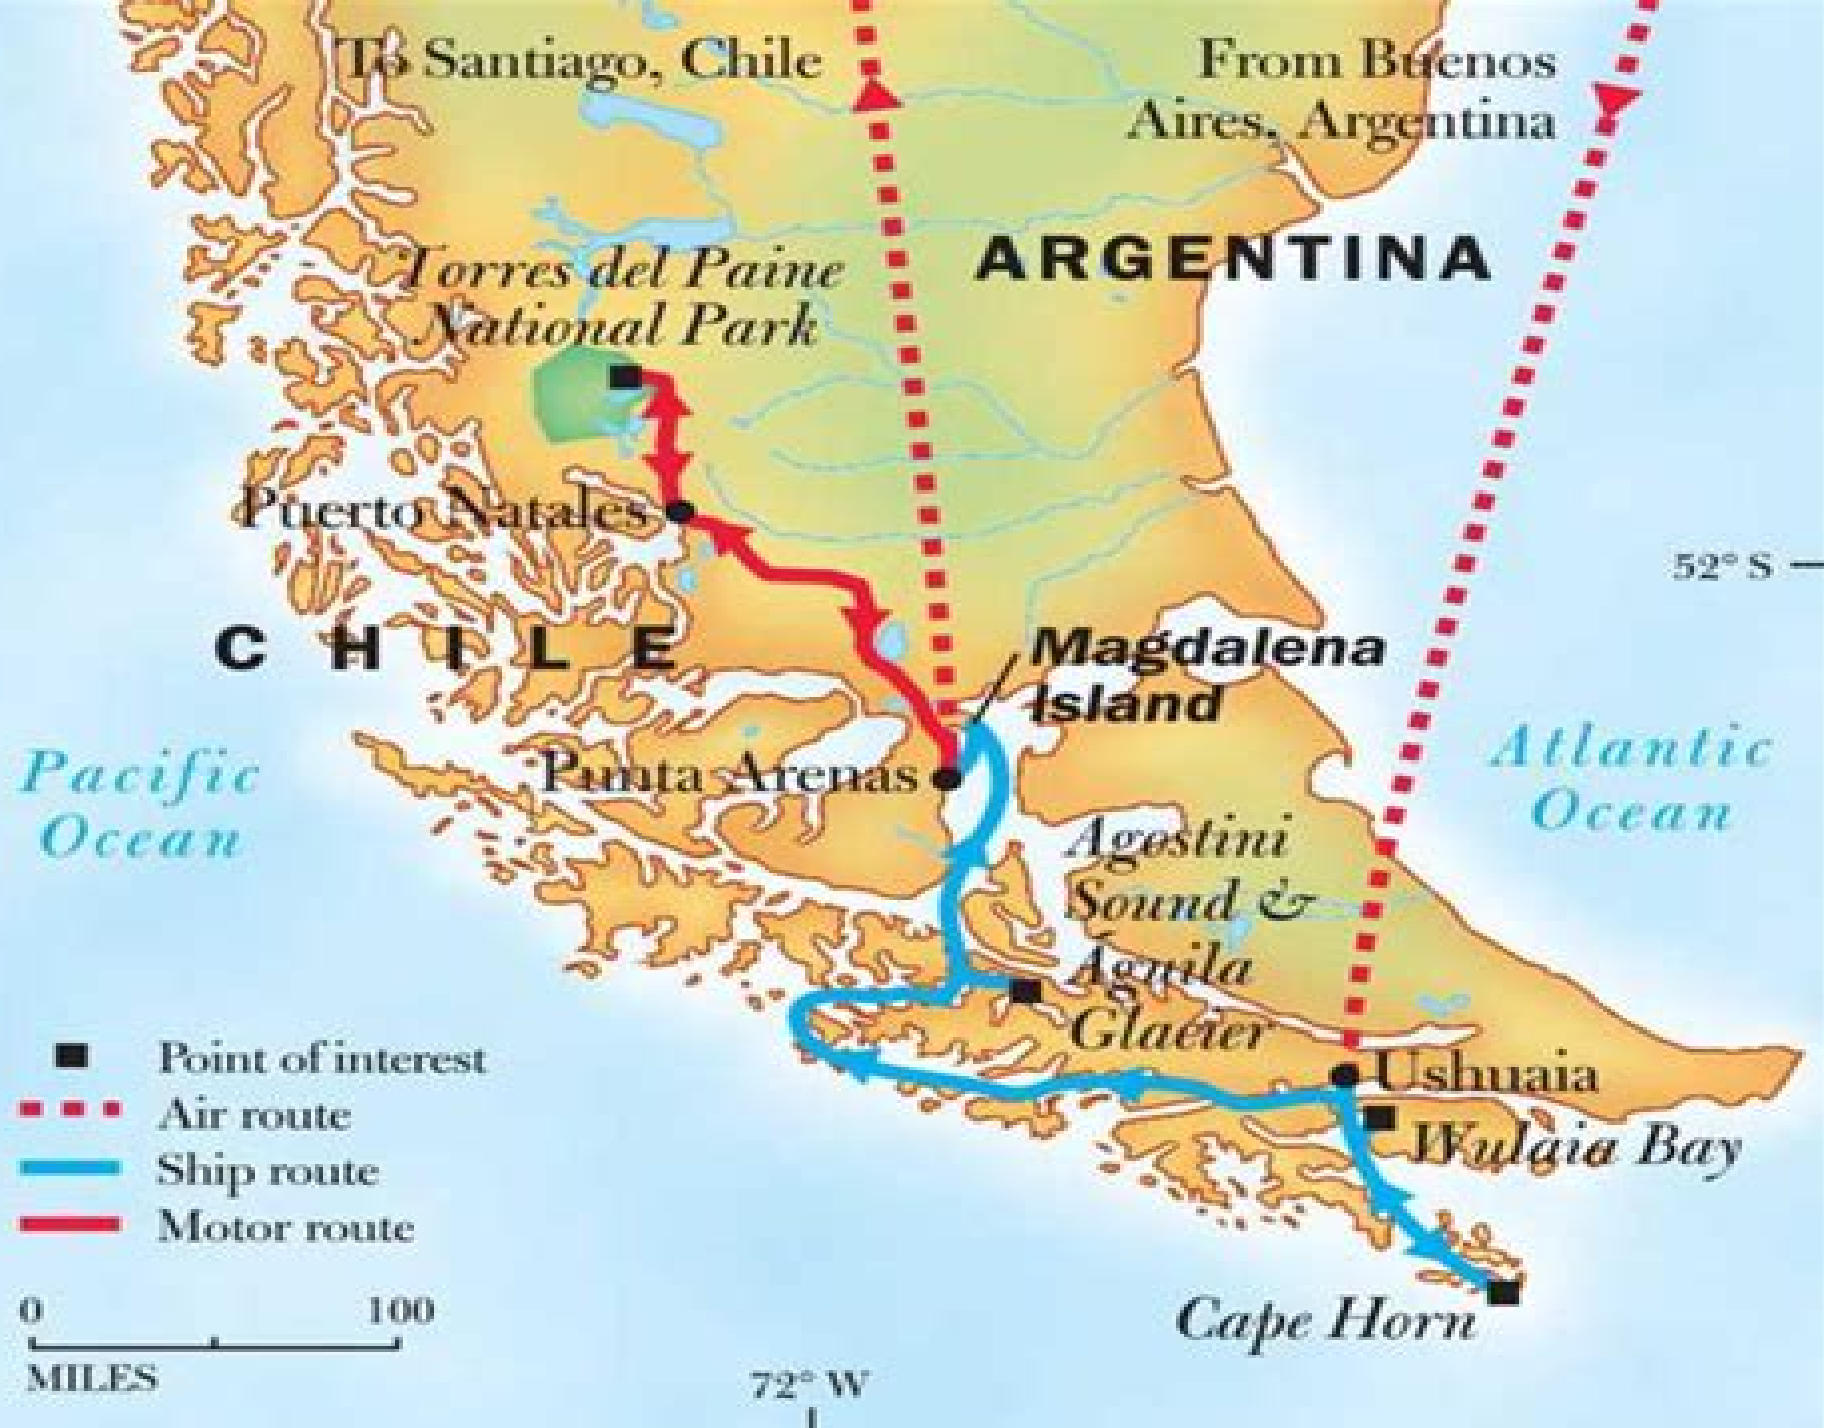 To Santiago, Chile
From Buenos
Aires, Argentina
ARGENTINA
Torres del Paine
National Park
Puerto Natales
52° S
CHILE
Magdalena
Island
Pacific
Ocean
Punta Arenas
Atlantic
Ocean
Agostini
Sound &
Águila
Glacier
Ushuaia
Wulaia Bay
Cape Horn
Point of interest
Air route
Ship route
Motor route
0 100
MILES
72° W